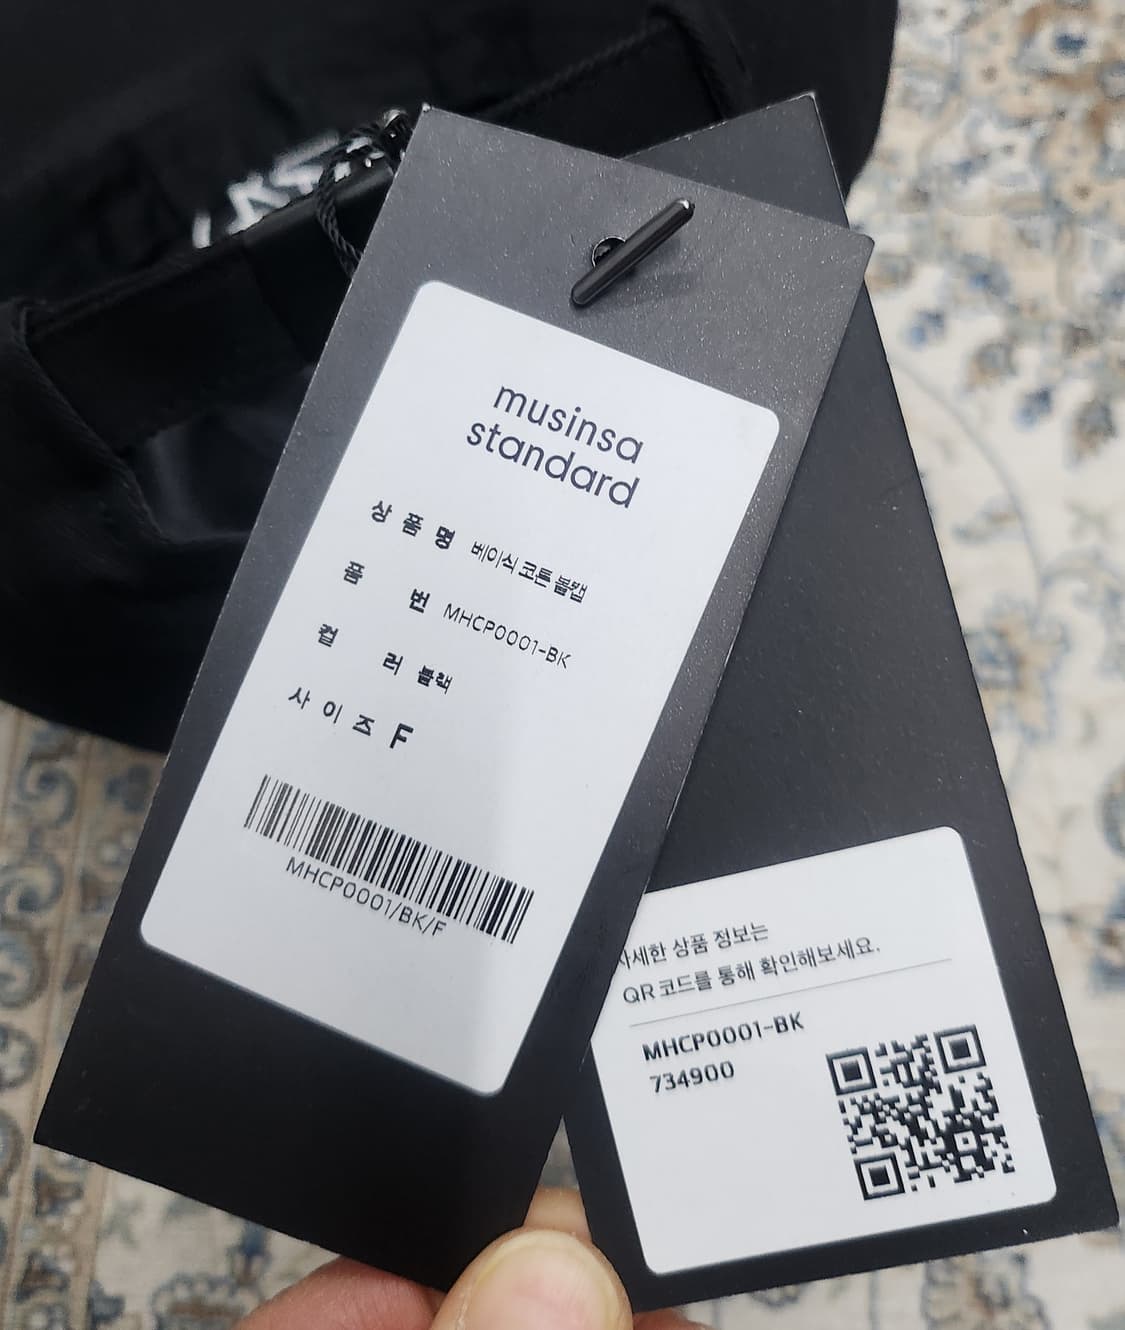 musinsa
standard
상품명 베이식 코튼 볼캡
품번 MHCP0001-BK
컬러 블랙
사이즈 F
MHCP0001/BK/F
자세한 상품 정보는
QR 코드를 통해 확인해보세요.
MHCP0001-BK
734900